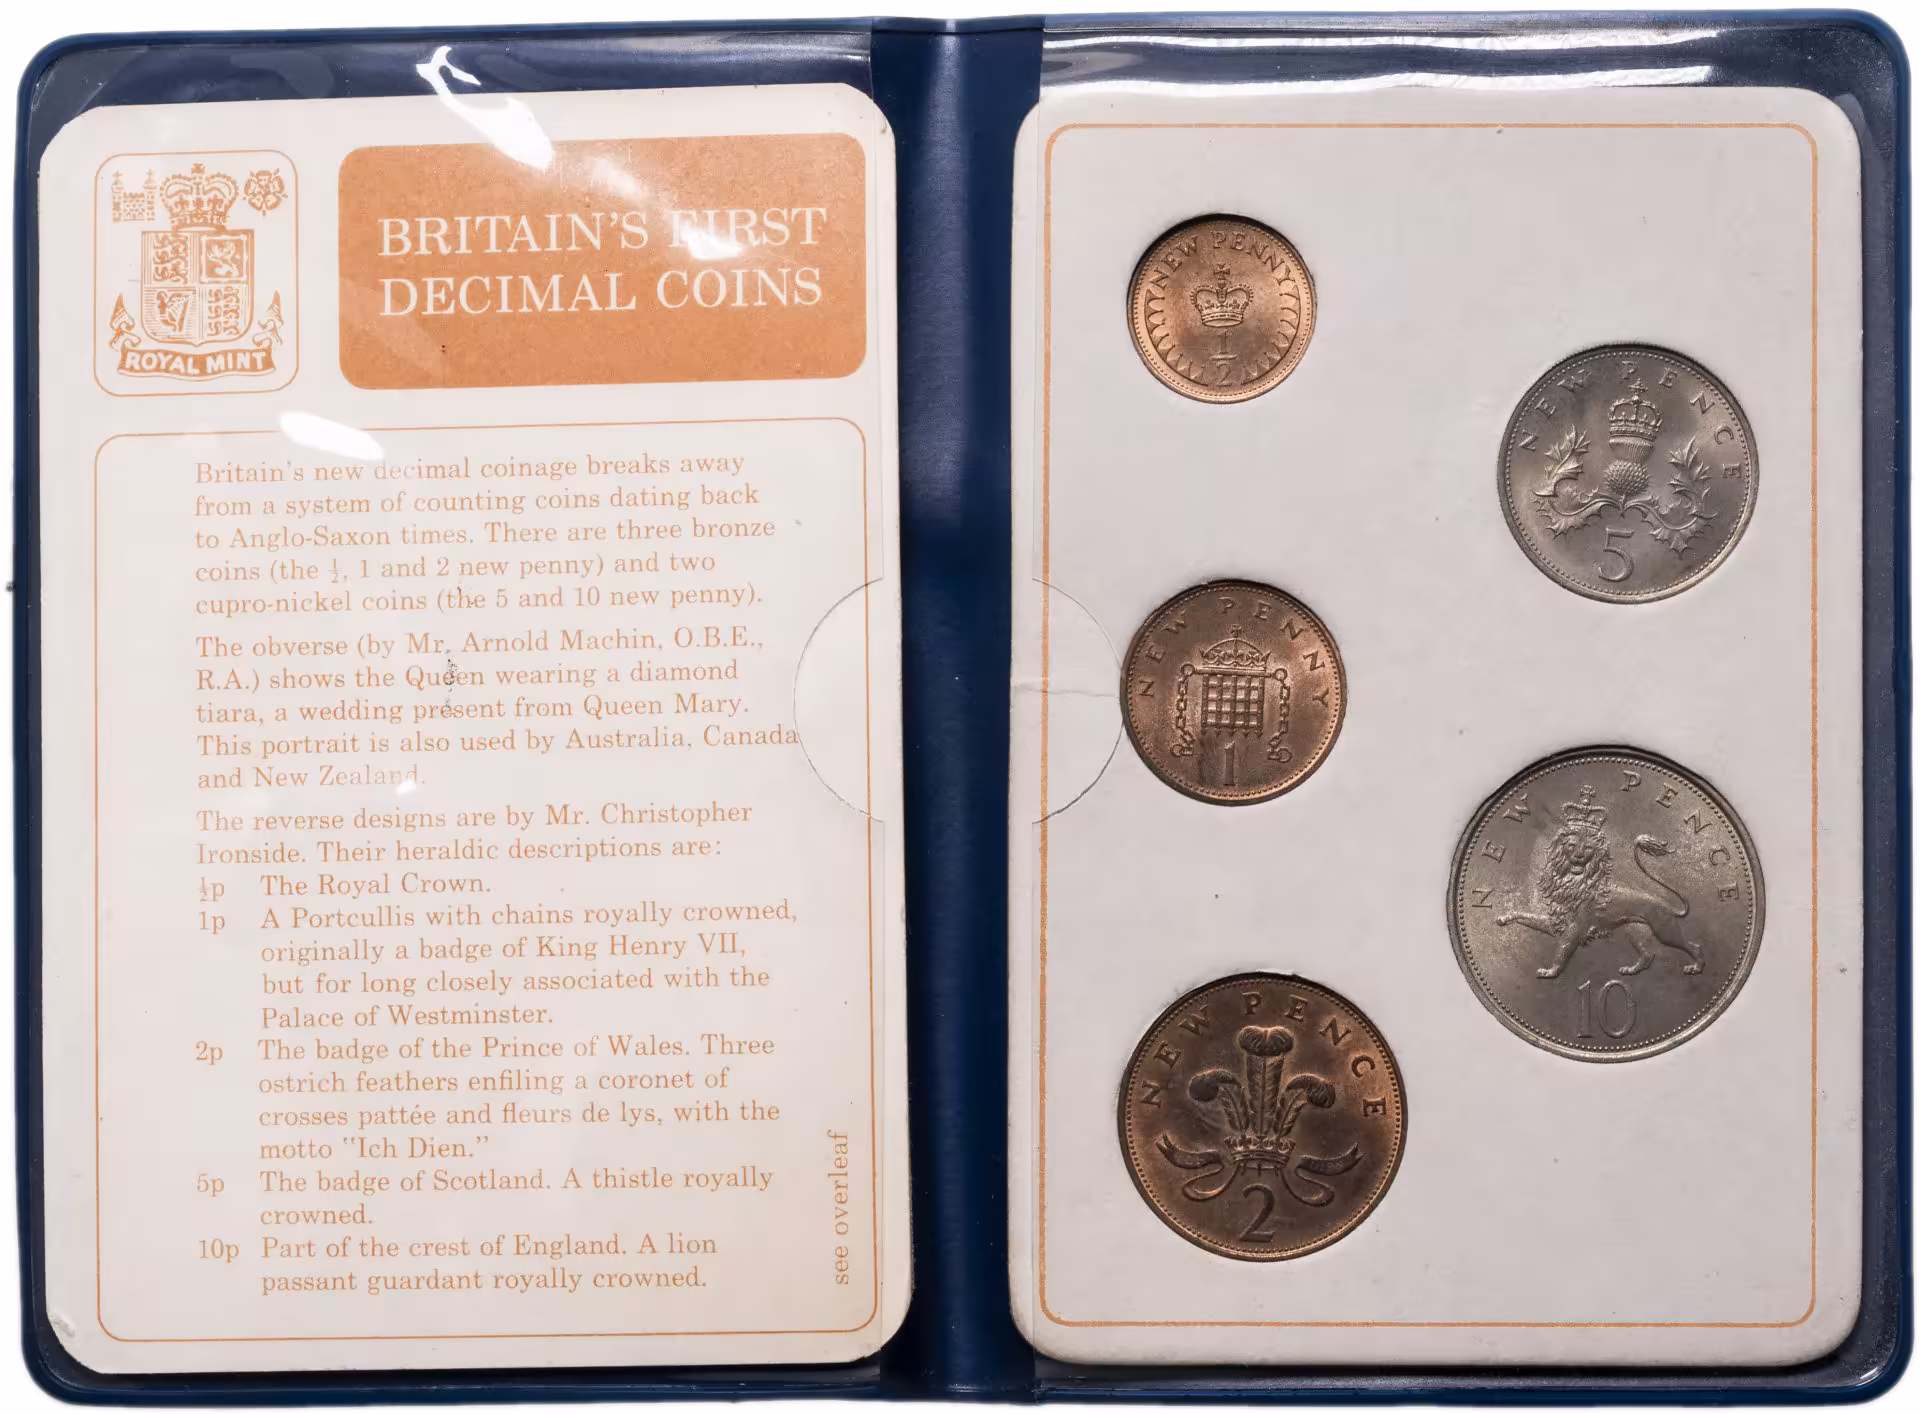 ROYAL MINT
BRITAIN'S FIRST
DECIMAL COINS
Britain's new decimal coinage breaks away
from a system of counting coins dating back
to Anglo-Saxon times. There are three bronze
coins (the ½, 1 and 2 new penny) and two
cupro-nickel coins (the 5 and 10 new penny).
The obverse (by Mr. Arnold Machin, O.B.E.,
R.A.) shows the Queen wearing a diamond
tiara, a wedding present from Queen Mary.
This portrait is also used by Australia, Canada
and New Zealand.
The reverse designs are by Mr. Christopher
Ironside. Their heraldic descriptions are:
½p The Royal Crown.
1p A Portcullis with chains royally crowned,
originally a badge of King Henry VII,
but for long closely associated with the
Palace of Westminster.
2p The badge of the Prince of Wales. Three
ostrich feathers enfiling a coronet of
crosses pattée and fleurs de lys, with the
motto "Ich Dien."
5p The badge of Scotland. A thistle royally
crowned.
10p Part of the crest of England. A lion
passant guardant royally crowned.
see overleaf
NEW PENNY
1/2
NEW PENCE
5
NEW PENNY
1
NEW PENCE
10
NEW PENCE
2